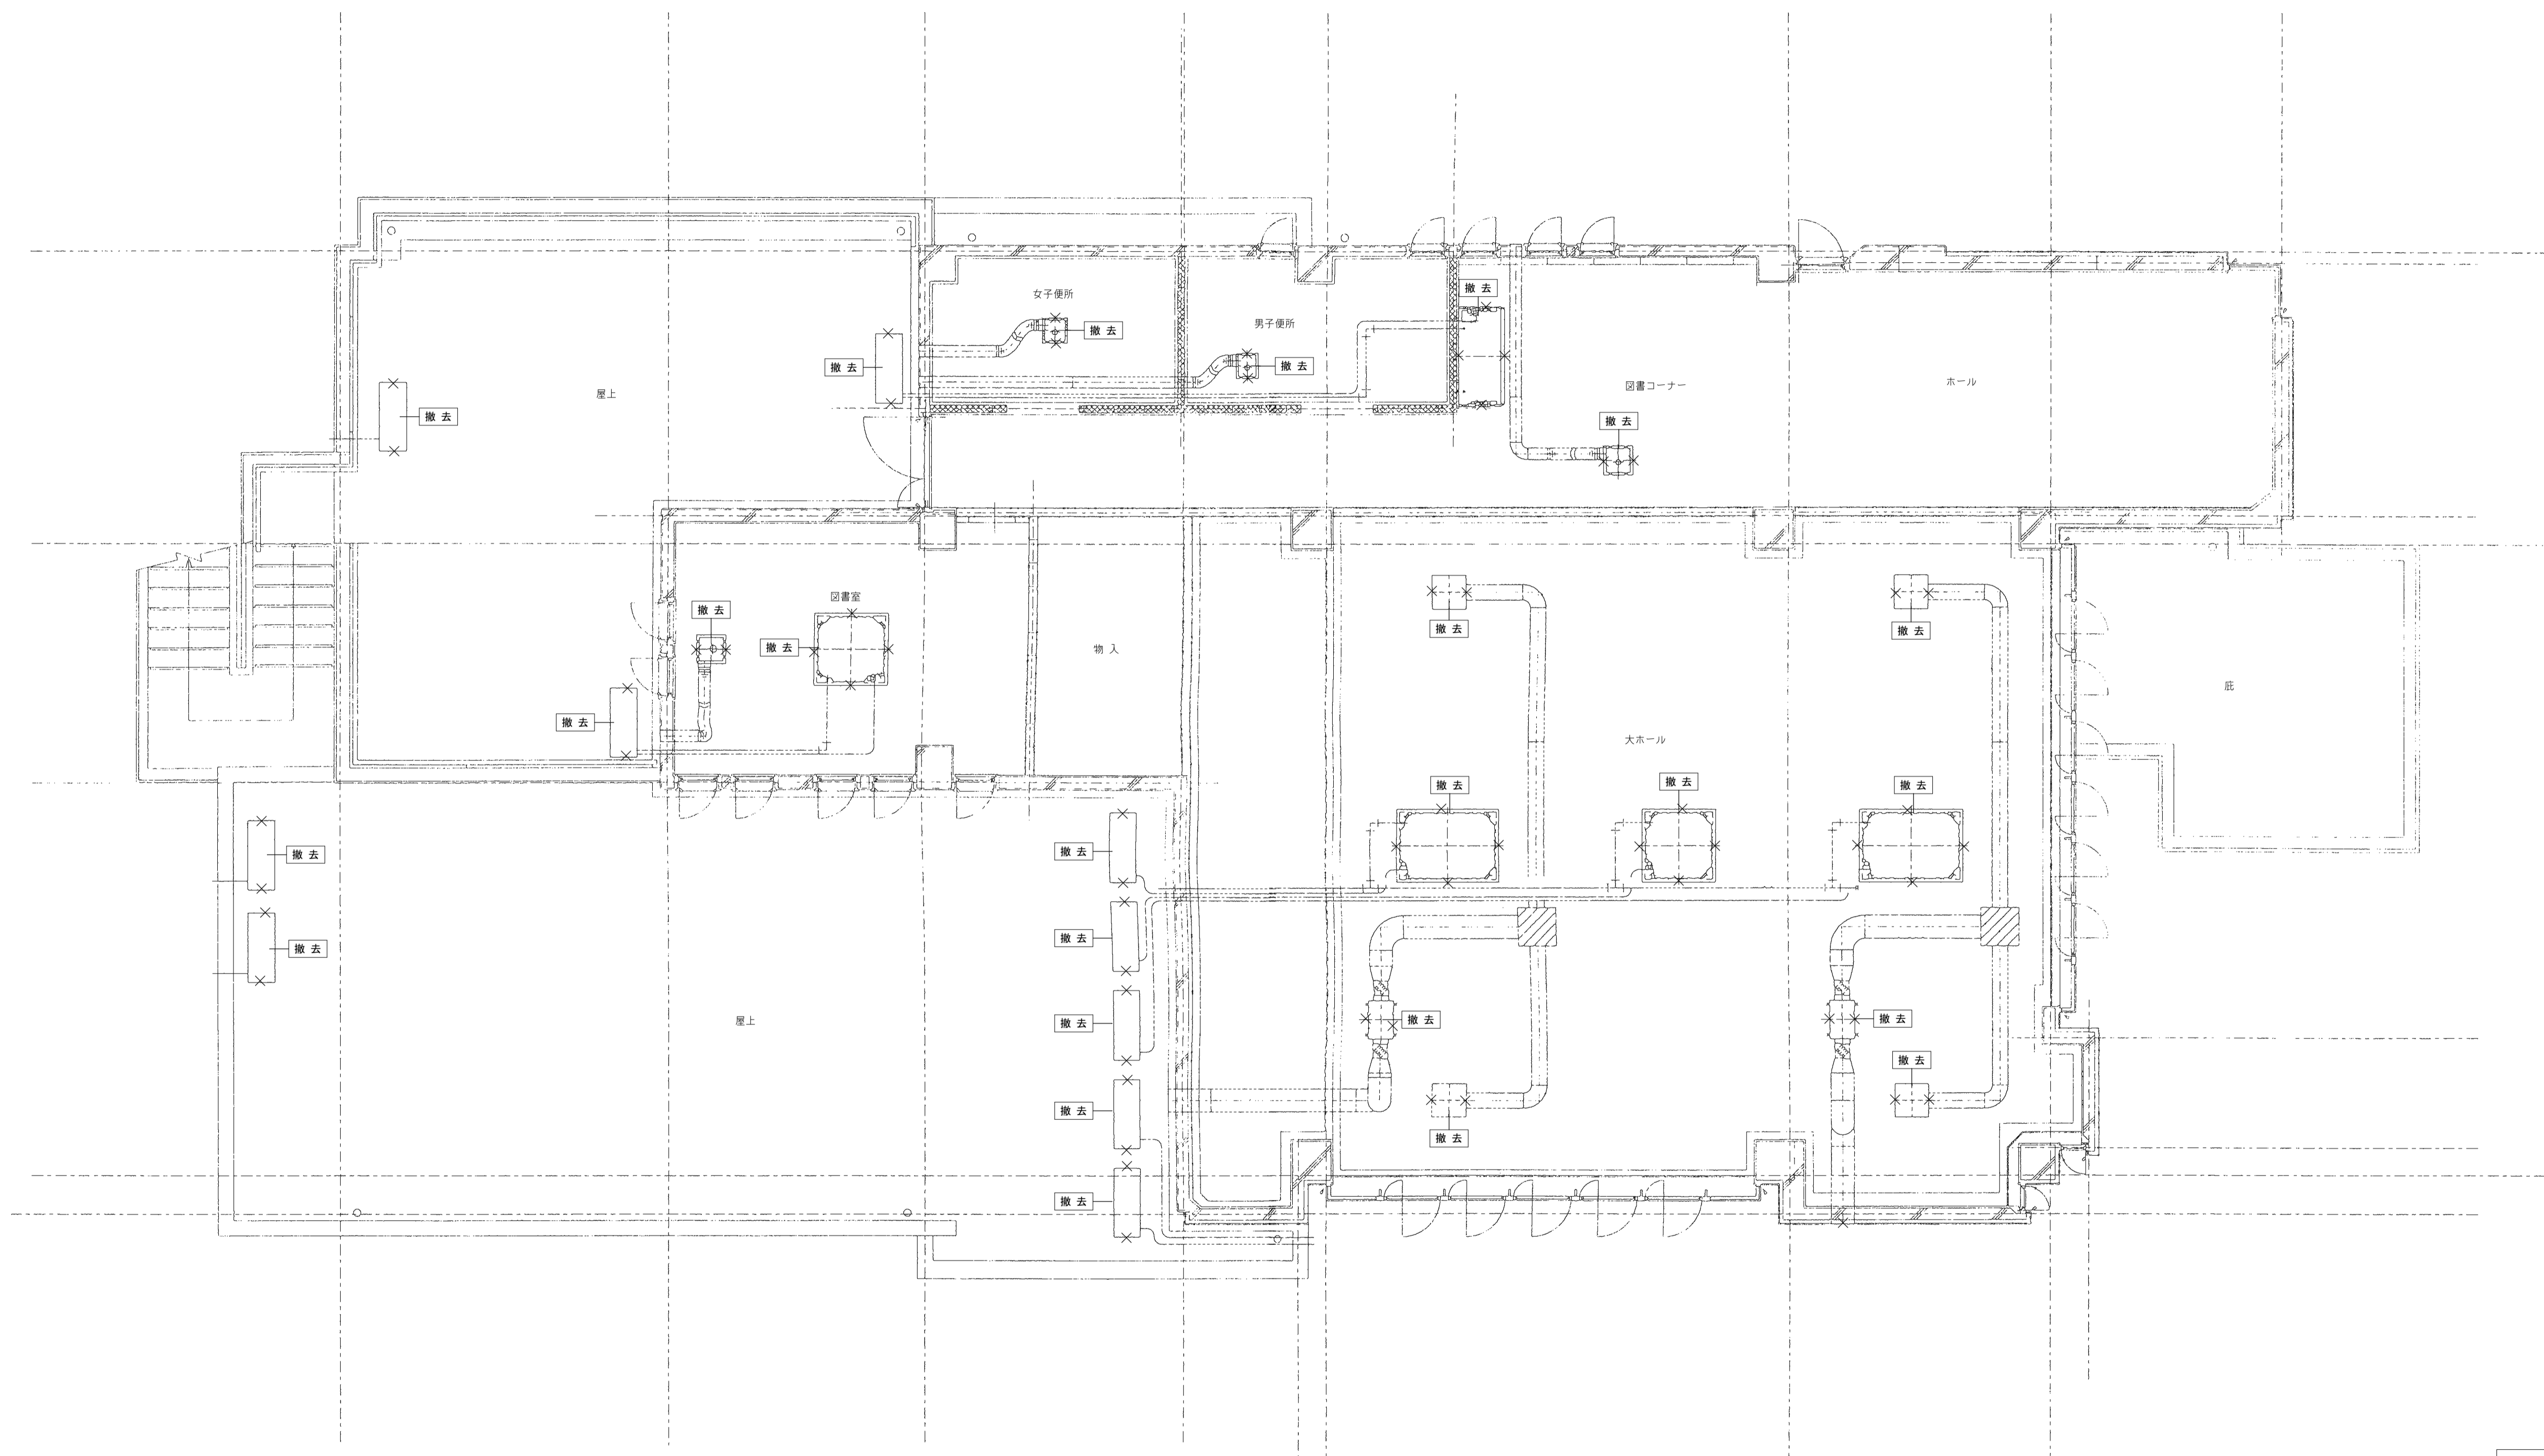 撤 去
女子便所
男子便所
撤 去
撤 去
撤 去
屋上
図書コーナー
ホール
撤 去
撤 去
図書室
撤 去
撤 去
撤 去
撤 去
物 入
庇
撤 去
大ホール
撤 去
撤 去
撤 去
撤 去
撤 去
撤 去
撤 去
撤 去
屋上
撤 去
撤 去
撤 去
撤 去
撤 去
撤 去
撤 去